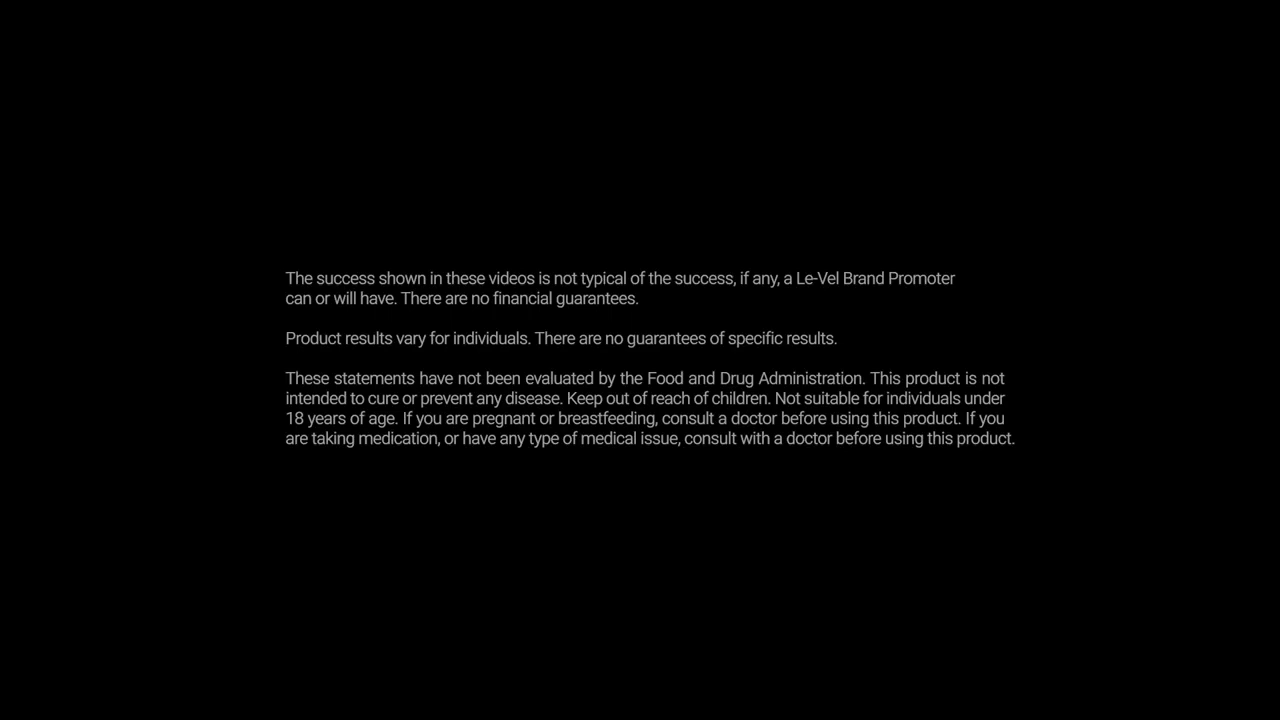 The success shown in these videos is not typical of the success, if any, a Le-Vel Brand Promoter
can or will have. There are no financial guarantees.
Product results vary for individuals. There are no guarantees of specific results.
These statements have not been evaluated by the Food and Drug Administration. This product is not
intended to cure or prevent any disease. Keep out of reach of children. Not suitable for individuals under
18 years of age. If you are pregnant or breastfeeding, consult a doctor before using this product. If you
are taking medication, or have any type of medical issue, consult with a doctor before using this product.